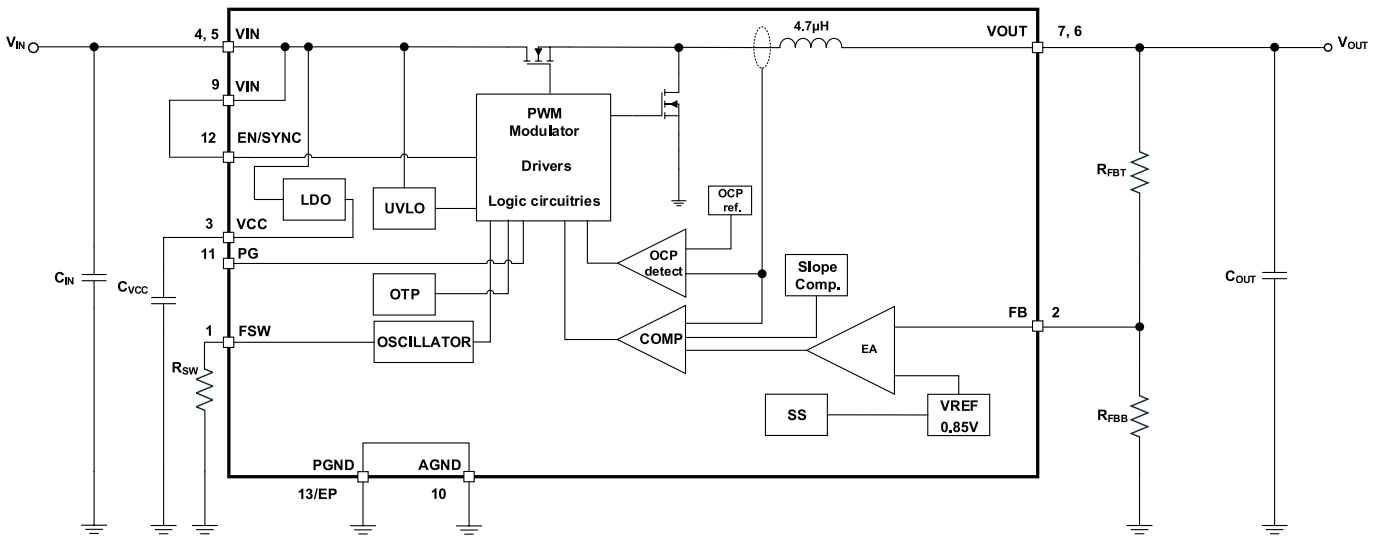 VIN
4, 5
VIN
4.7µH
VOUT
7, 6
VOUT
9
VIN
12
EN/SYNC
PWM
Modulator
Drivers
Logic circuitries
RFBT
LDO
UVLO
OCP
ref.
3
VCC
11
PG
OCP
detect
CIN
CVCC
OTP
Slope
Comp.
COUT
1
FSW
OSCILLATOR
COMP
EA
FB
2
RSW
SS
VREF
0.85V
RFBB
PGND
AGND
13/EP
10